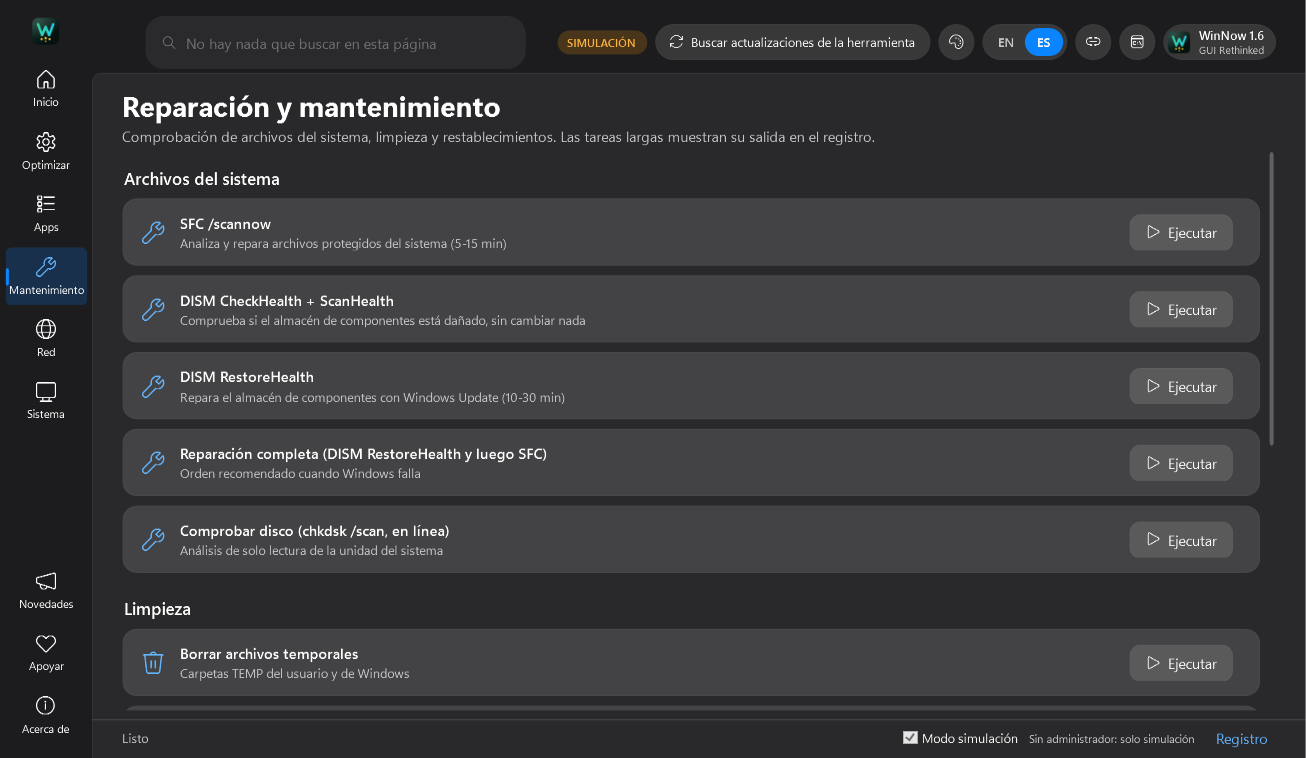 W
No hay nada que buscar en esta página
SIMULACIÓN
Buscar actualizaciones de la herramienta
EN
ES
W
WinNow 1.6
GUI Rethinked
Inicio
Optimizar
Apps
Mantenimiento
Red
Sistema
Novedades
Apoyar
Acerca de
Reparación y mantenimiento
Comprobación de archivos del sistema, limpieza y restablecimientos. Las tareas largas muestran su salida en el registro.
Archivos del sistema
SFC /scannow
Analiza y repara archivos protegidos del sistema (5-15 min)
Ejecutar
DISM CheckHealth + ScanHealth
Comprueba si el almacén de componentes está dañado, sin cambiar nada
Ejecutar
DISM RestoreHealth
Repara el almacén de componentes con Windows Update (10-30 min)
Ejecutar
Reparación completa (DISM RestoreHealth y luego SFC)
Orden recomendado cuando Windows falla
Ejecutar
Comprobar disco (chkdsk /scan, en línea)
Análisis de solo lectura de la unidad del sistema
Ejecutar
Limpieza
Borrar archivos temporales
Carpetas TEMP del usuario y de Windows
Ejecutar
Listo
Modo simulación
Sin administrador: solo simulación
Registro